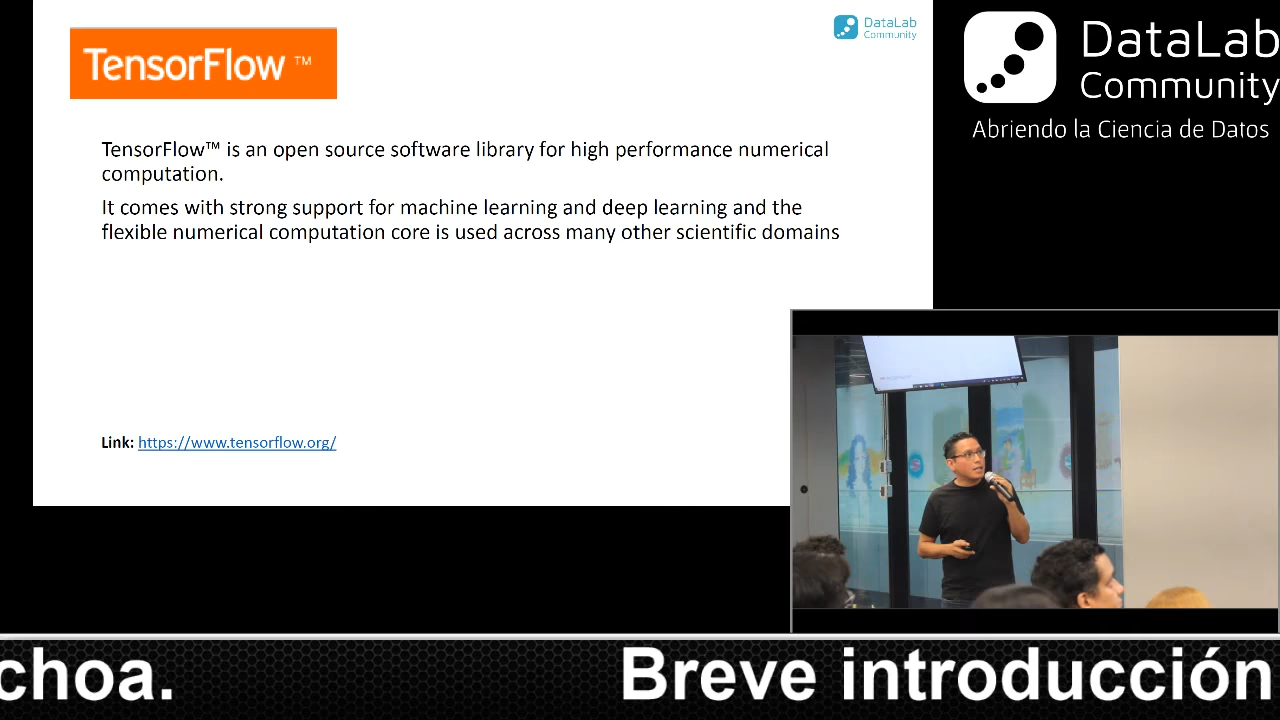 TensorFlow ™
DataLab
Community
TensorFlow™ is an open source software library for high performance numerical
computation.
It comes with strong support for machine learning and deep learning and the
flexible numerical computation core is used across many other scientific domains
Link: https://www.tensorflow.org/
DataLab
Community
Abriendo la Ciencia de Datos
choa.
Breve introducción